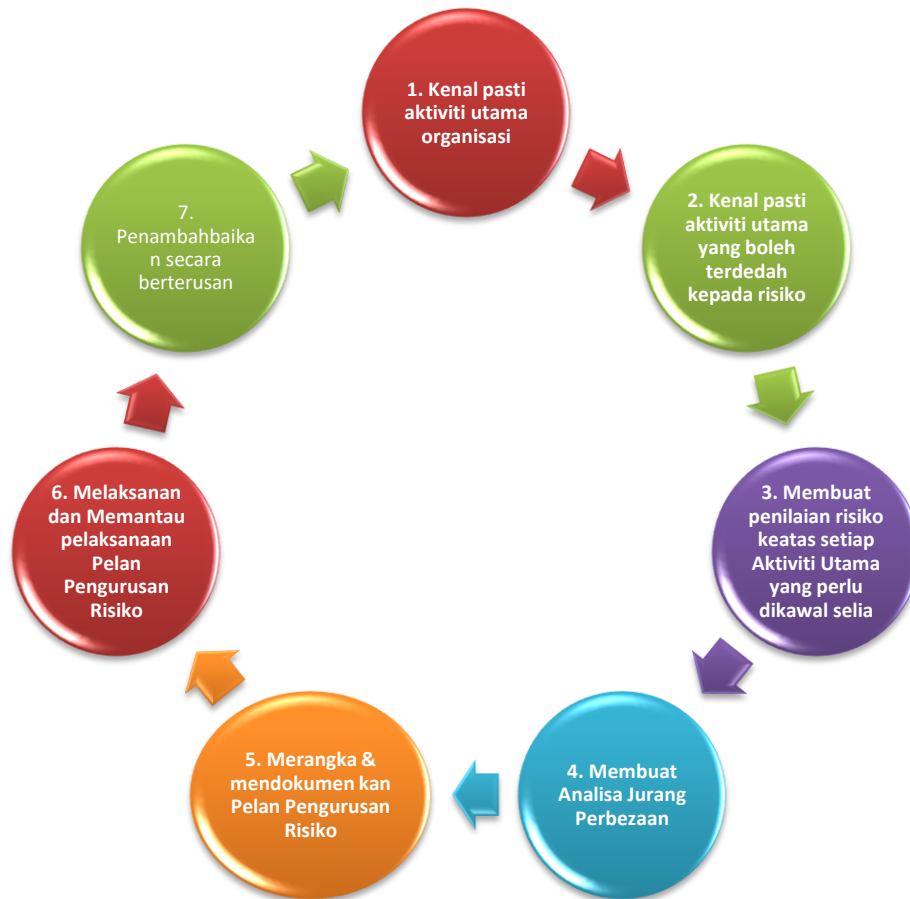 1. Kenal pasti
aktiviti utama
organisasi
2. Kenal pasti
aktiviti utama
yang boleh
terdedah
kepada risiko
3. Membuat
penilaian risiko
keatas setiap
Aktiviti Utama
yang perlu
dikawal selia
4. Membuat
Analisa Jurang
Perbezaan
5. Merangka &
mendokumen kan
Pelan Pengurusan
Risiko
6. Melaksanan
dan Memantau
pelaksanaan
Pelan
Pengurusan
Risiko
7.
Penambahbaika
n secara
berterusan